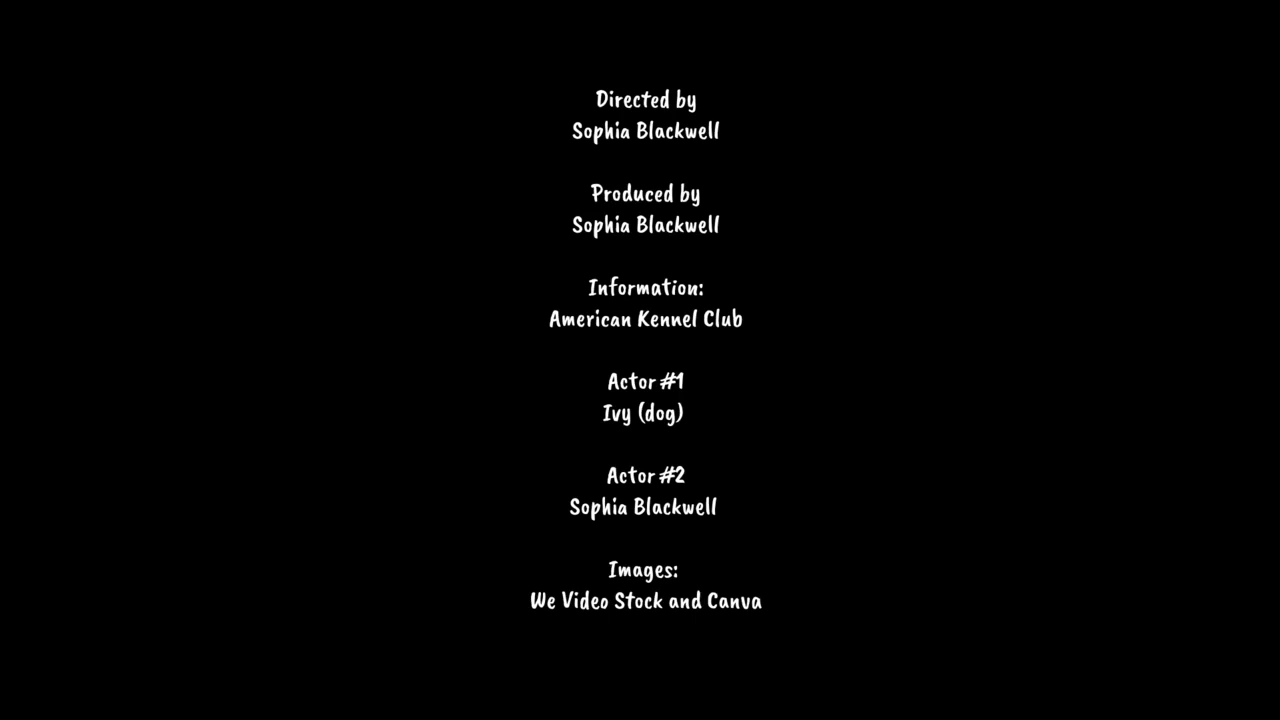 Directed by
Sophia Blackwell
Produced by
Sophia Blackwell
Information:
American Kennel Club
Actor #1
Ivy (dog)
Actor #2
Sophia Blackwell
Images:
We Video Stock and Canva